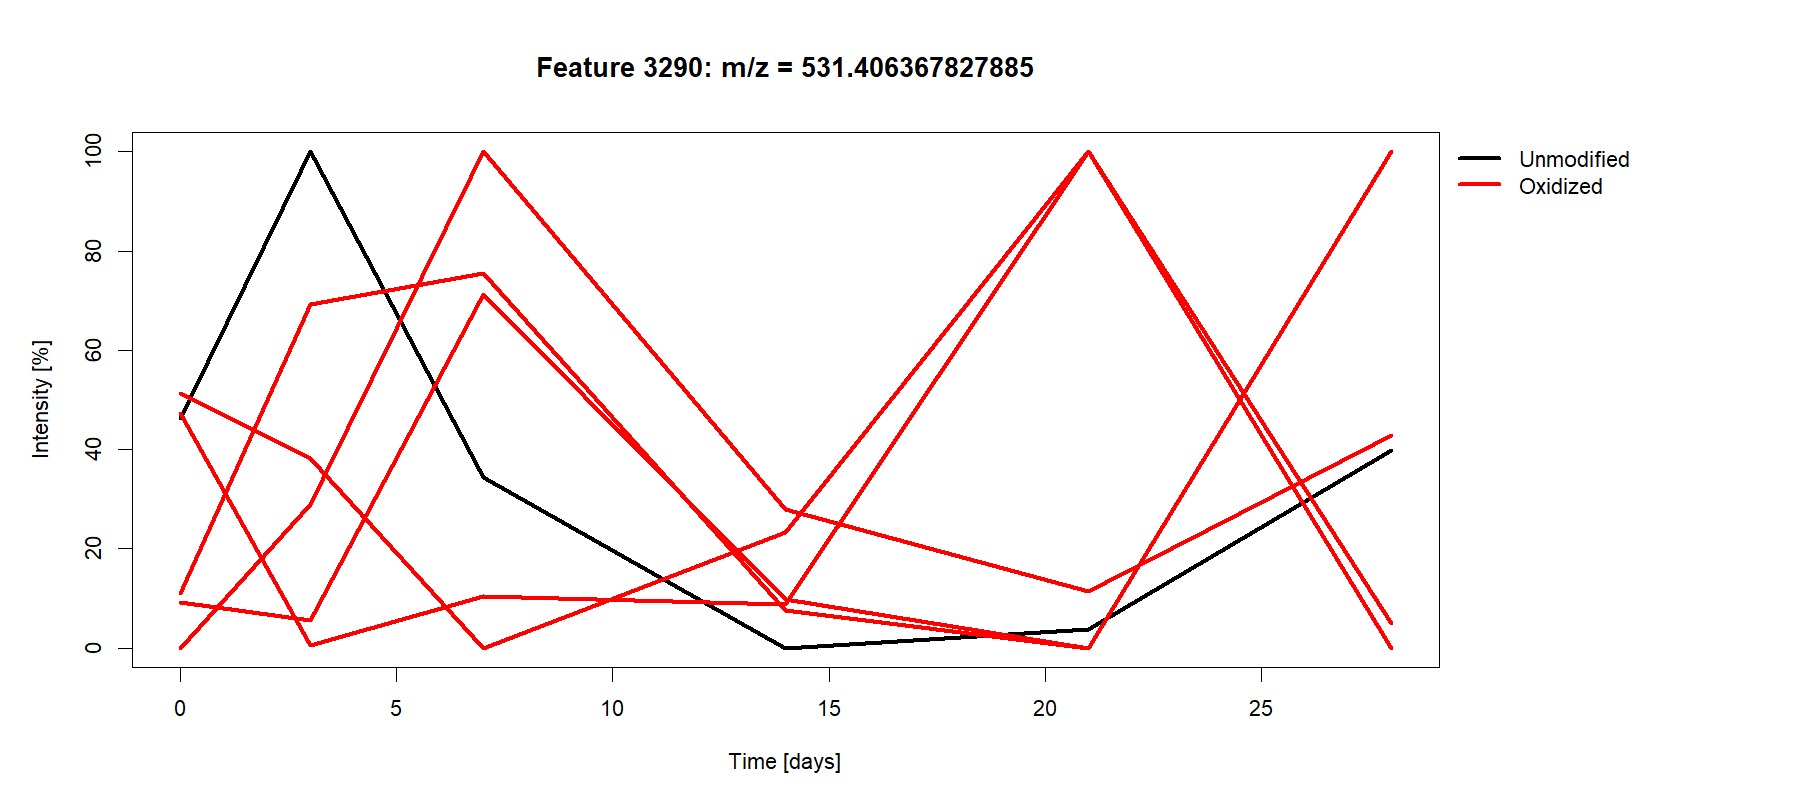 Feature 3290: m/z = 531.406367827885
Unmodified
Oxidized
100
80
60
40
20
0
Intensity [%]
0 5 10 15 20 25
Time [days]